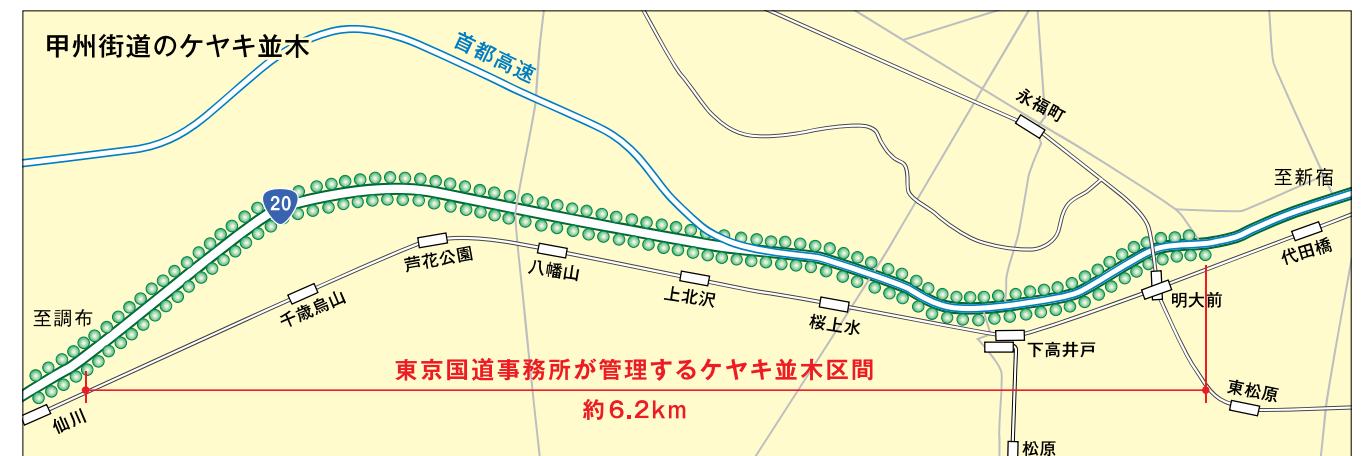 甲州街道のケヤキ並木
首都高速
永福町
至新宿
20
代田橋
芦花公園
八幡山
上北沢
千歳烏山
桜上水
明大前
至調布
下高井戸
東京国道事務所が管理するケヤキ並木区間
約6.2km
東松原
仙川
松原